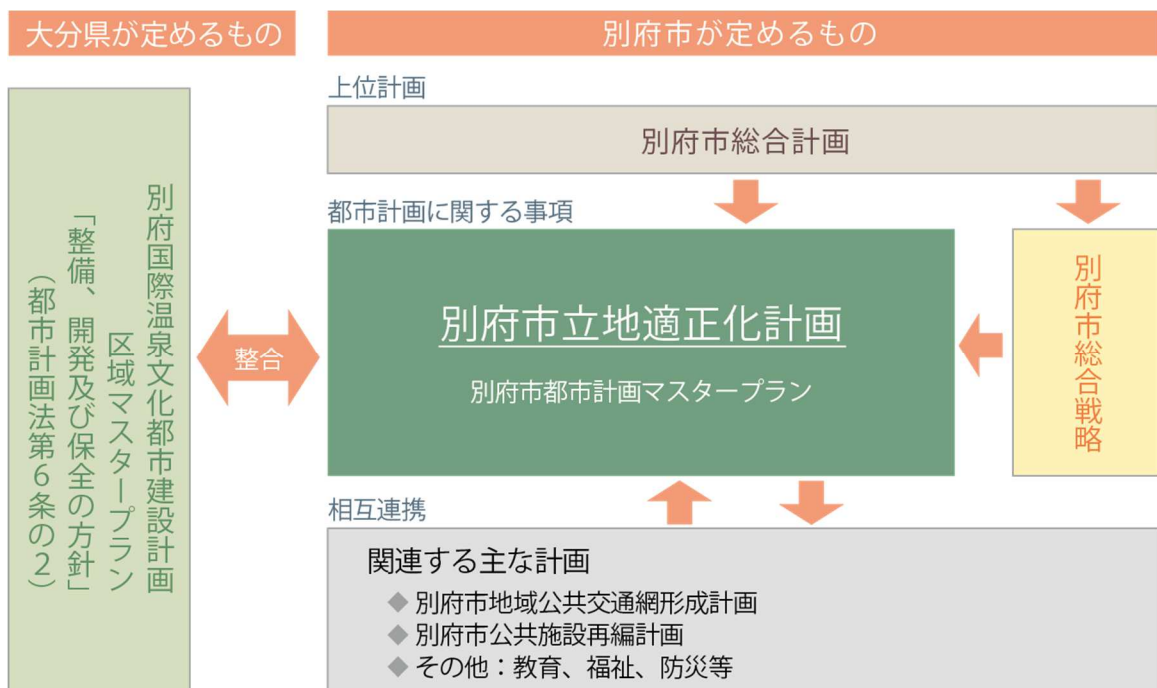 大分県が定めるもの
別府市が定めるもの
別府国際温泉文化都市建設計画
区域マスタープラン
「整備、開発及び保全の方針」
（都市計画法第６条の２）
整合
上位計画
別府市総合計画
都市計画に関する事項
別府市立地適正化計画
別府市都市計画マスタープラン
別府市総合戦略
相互連携
関連する主な計画
◆ 別府市地域公共交通網形成計画
◆ 別府市公共施設再編計画
◆ その他：教育、福祉、防災等